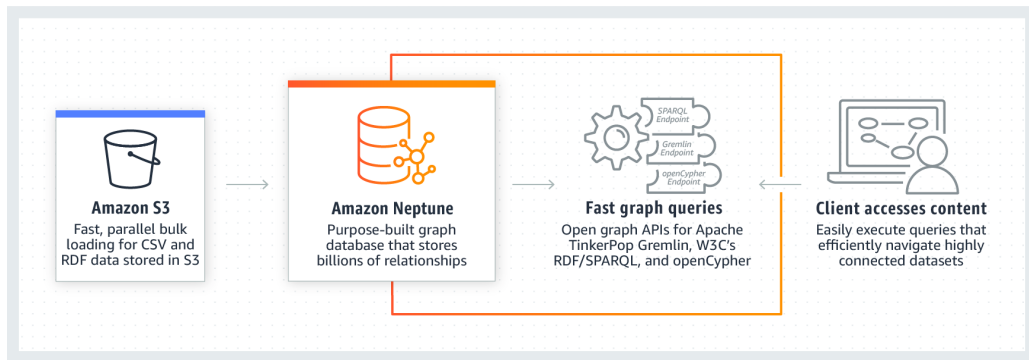 Amazon S3
Fast, parallel bulk
loading for CSV and
RDF data stored in S3
Amazon Neptune
Purpose-built graph
database that stores
billions of relationships
SPARQL
Endpoint
Gremlin
Endpoint
openCypher
Endpoint
Fast graph queries
Open graph APIs for Apache
TinkerPop Gremlin, W3C’s
RDF/SPARQL, and openCypher
Client accesses content
Easily execute queries that
efficiently navigate highly
connected datasets